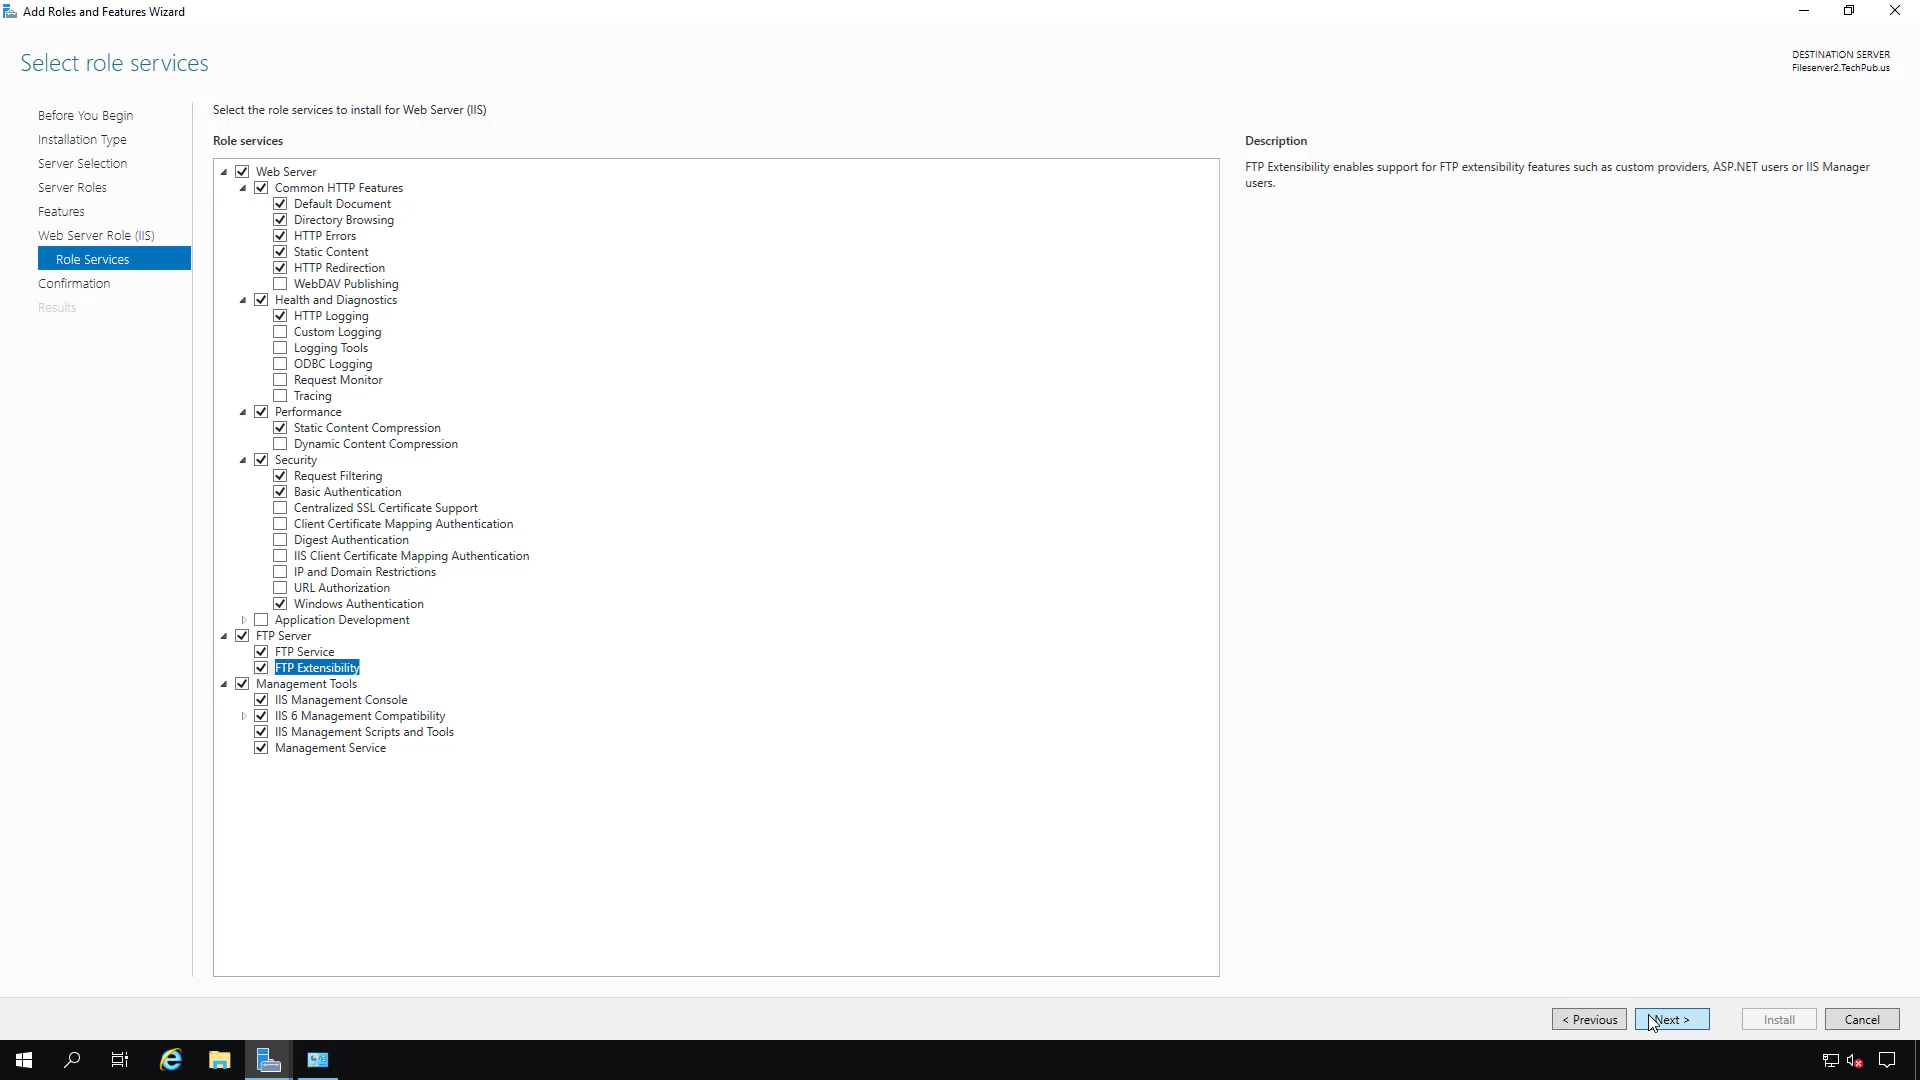 Add Roles and Features Wizard
Select role services
DESTINATION SERVER
Fileserver2.TechPub.us
Before You Begin
Installation Type
Server Selection
Server Roles
Features
Web Server Role (IIS)
Role Services
Confirmation
Results
Select the role services to install for Web Server (IIS)
Role services
Web Server
Common HTTP Features
Default Document
Directory Browsing
HTTP Errors
Static Content
HTTP Redirection
WebDAV Publishing
Health and Diagnostics
HTTP Logging
Custom Logging
Logging Tools
ODBC Logging
Request Monitor
Tracing
Performance
Static Content Compression
Dynamic Content Compression
Security
Request Filtering
Basic Authentication
Centralized SSL Certificate Support
Client Certificate Mapping Authentication
Digest Authentication
IIS Client Certificate Mapping Authentication
IP and Domain Restrictions
URL Authorization
Windows Authentication
Application Development
FTP Server
FTP Service
FTP Extensibility
Management Tools
IIS Management Console
IIS 6 Management Compatibility
IIS Management Scripts and Tools
Management Service
Description
FTP Extensibility enables support for FTP extensibility features such as custom providers, ASP.NET users or IIS Manager
users.
< Previous
Next >
Install
Cancel